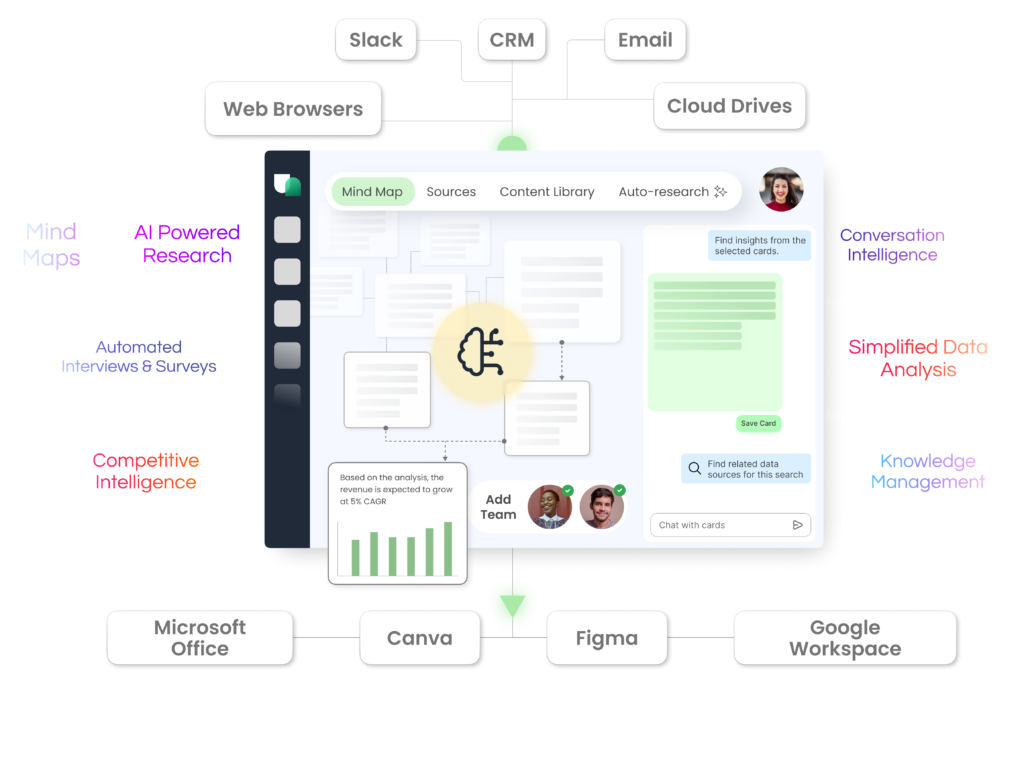 Slack
CRM
Email
Web Browsers
Cloud Drives
Mind Map
Sources
Content Library
Auto-research
Mind
Maps
AI Powered
Research
Automated
Interviews & Surveys
Competitive
Intelligence
Find insights from the
selected cards.
Save Card
Find related data
sources for this search
Chat with cards
Based on the analysis, the
revenue is expected to grow
at 5% CAGR
Add
Team
Conversation
Intelligence
Simplified Data
Analysis
Knowledge
Management
Microsoft
Office
Canva
Figma
Google
Workspace